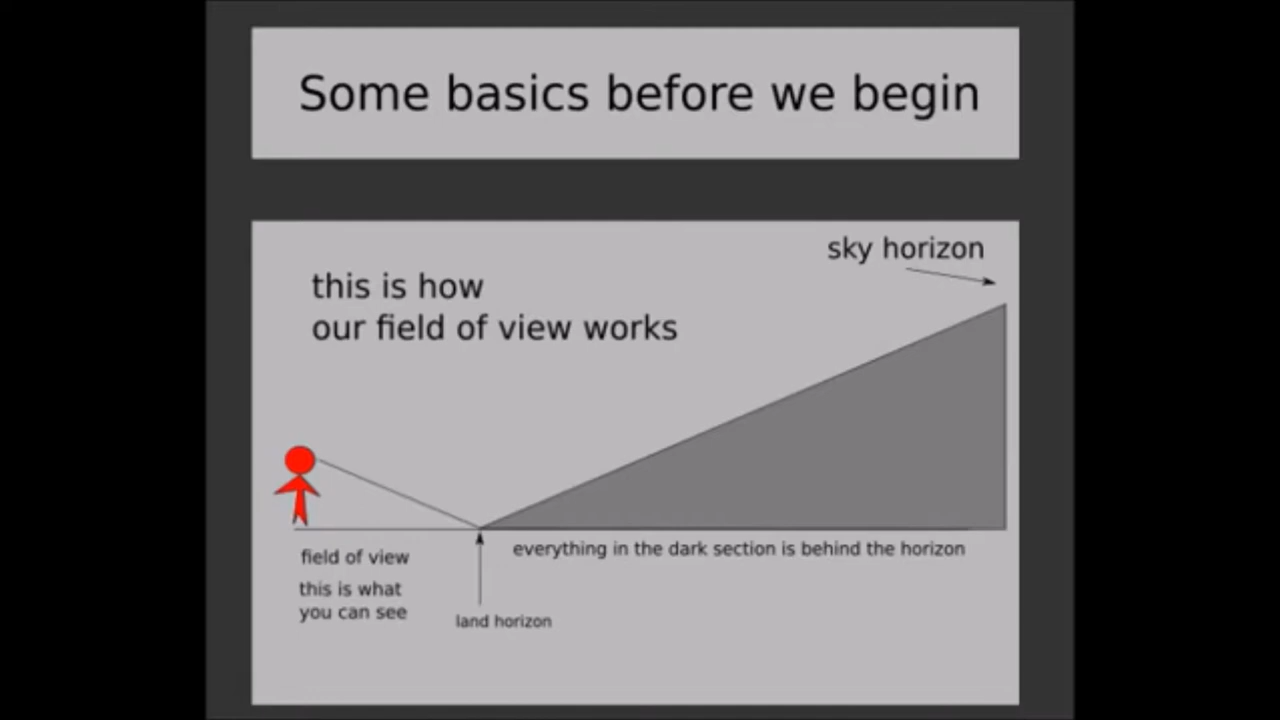 Some basics before we begin
sky horizon
this is how
our field of view works
everything in the dark section is behind the horizon
field of view
this is what
you can see
land horizon